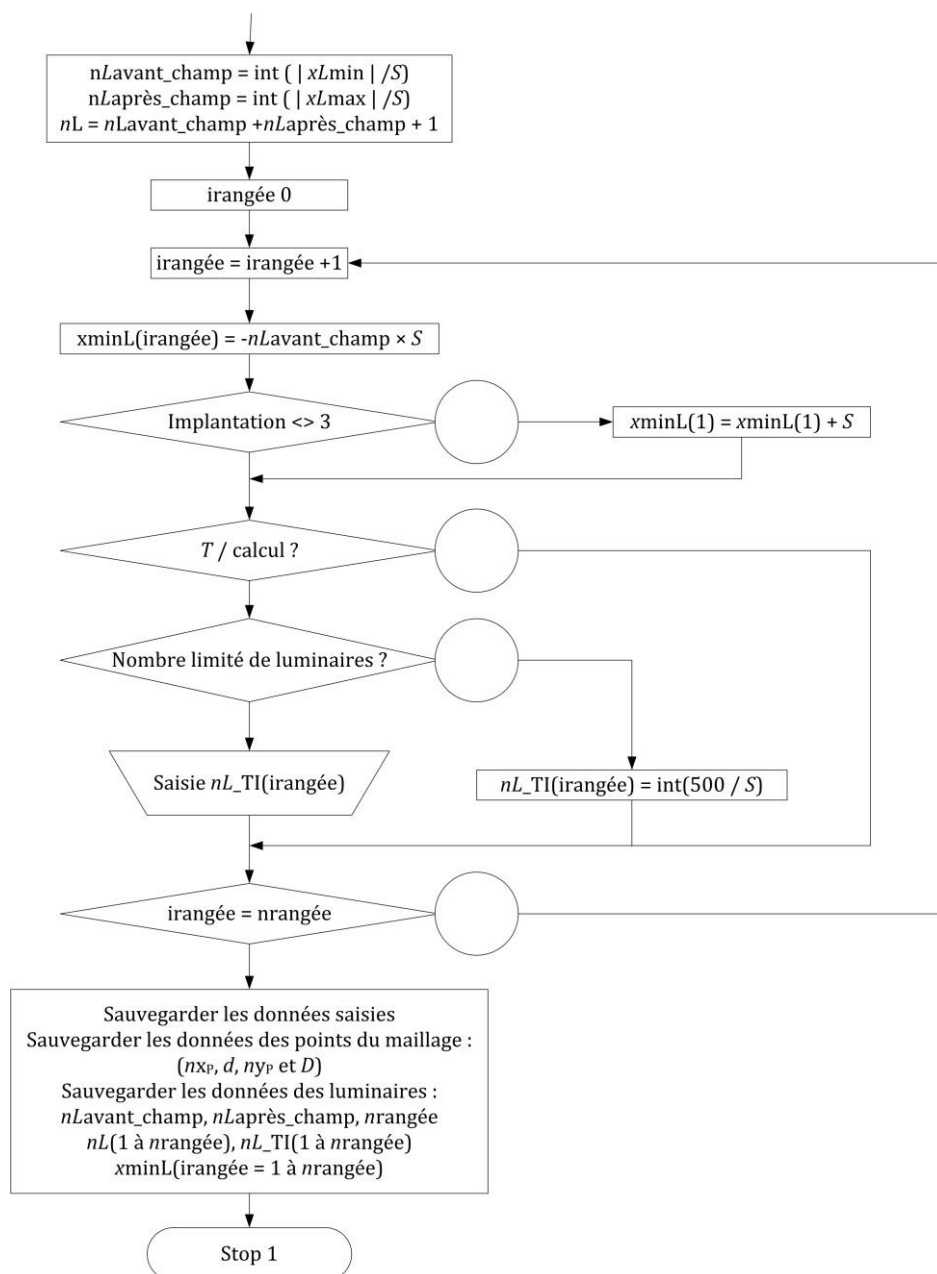 nLavant_champ = int ( | xLmin | /S)
nLaprès_champ = int ( | xLmax | /S)
nL = nLavant_champ +nLaprès_champ + 1
irangée 0
irangée = irangée +1
xminL(irangée) = -nLavant_champ × S
Implantation <> 3
xminL(1) = xminL(1) + S
T / calcul ?
Nombre limité de luminaires ?
Saisie nL_TI(irangée)
nL_TI(irangée) = int(500 / S)
irangée = nrangée
Sauvegarder les données saisies
Sauvegarder les données des points du maillage :
(nxP, d, nyP et D)
Sauvegarder les données des luminaires :
nLavant_champ, nLaprès_champ, nrangée
nL(1 à nrangée), nL_TI(1 à nrangée)
xminL(irangée = 1 à nrangée)
Stop 1